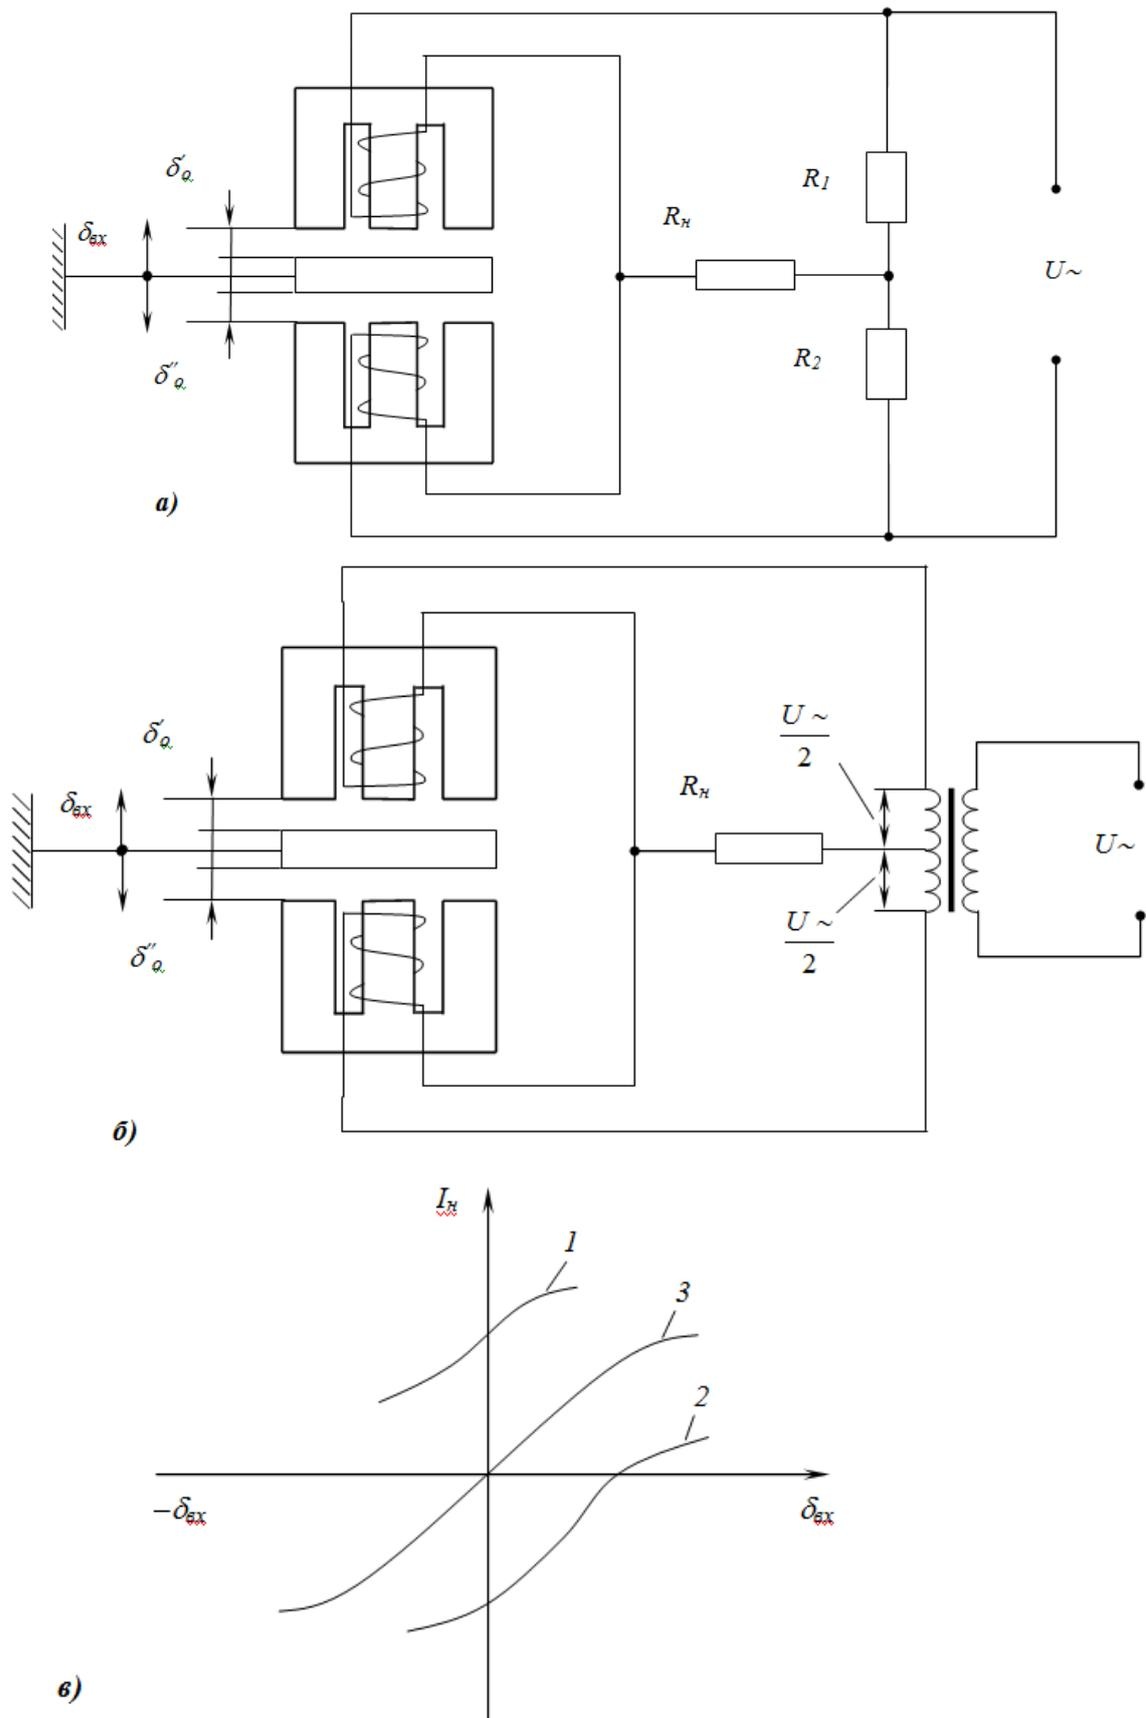 δ′₀
δвх
δ″₀
R₁
Rн
R₂
U~
а)
U ~
2
δ′₀
δвх
Rн
U~
U ~
2
δ″₀
б)
Iн
1
3
2
−δвх
δвх
в)